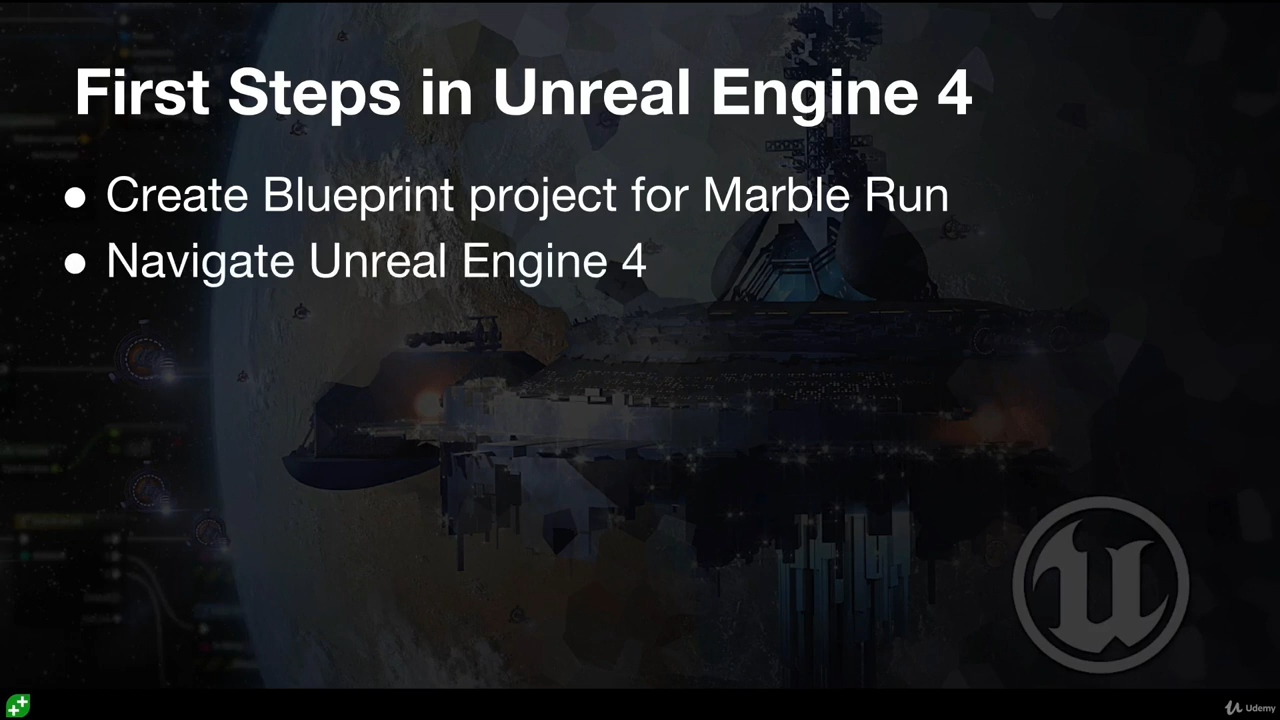 First Steps in Unreal Engine 4
● Create Blueprint project for Marble Run
● Navigate Unreal Engine 4
Udemy